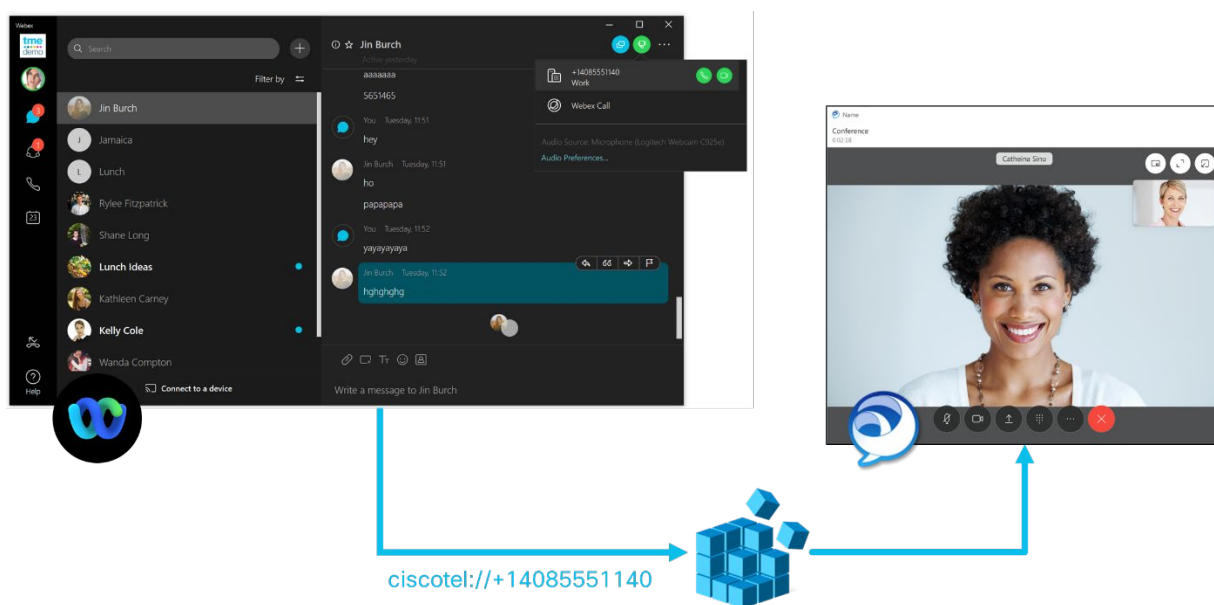 Webex
tme
demo
Search
Filter by
Jin Burch
J
Jamaica
L
Lunch
Rylee Fitzpatrick
Shane Long
Lunch Ideas
Kathleen Carney
Kelly Cole
Wanda Compton
Connect to a device
3
1
23
Help
Jin Burch
Active yesterday
aaaaaaa
5651465
You Tuesday, 11:51
hey
Jin Burch Tuesday, 11:51
ho
papapapa
You Tuesday, 11:52
yayayayaya
Jin Burch Tuesday, 11:52
hghghghg
Write a message to Jin Burch
+14085551140
Work
Webex Call
Audio Source: Microphone (Logitech Webcam C925e)
Audio Preferences...
Name
Conference
0:02:18
Catheina Sinu
ciscotel://+14085551140